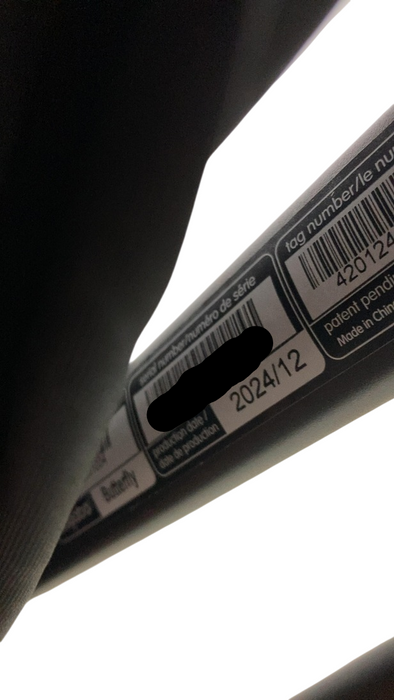 tag number/le nu
420124
patent pendi
Made in Chin
serial number/numéro de série
production date /
date de production
2024/12
Butterfly